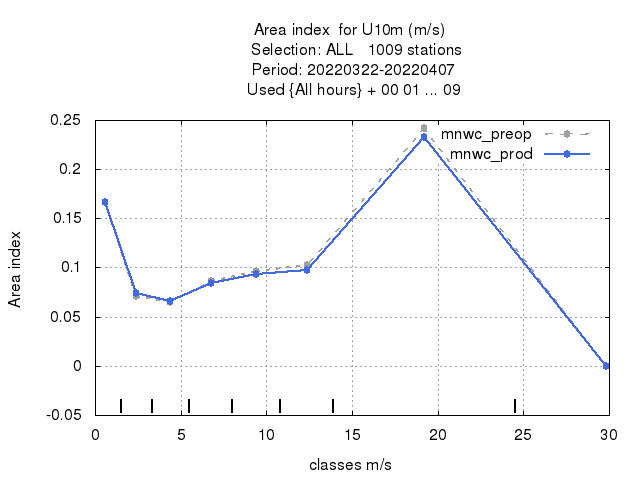 Area index  for U10m (m/s)
Selection: ALL   1009 stations
Period: 20220322-20220407
Used {All hours} + 00 01 ... 09
0.25
0.2
0.15
0.1
0.05
0
-0.05
Area index
mnwc_preop
mnwc_prod
0 5 10 15 20 25 30
classes m/s